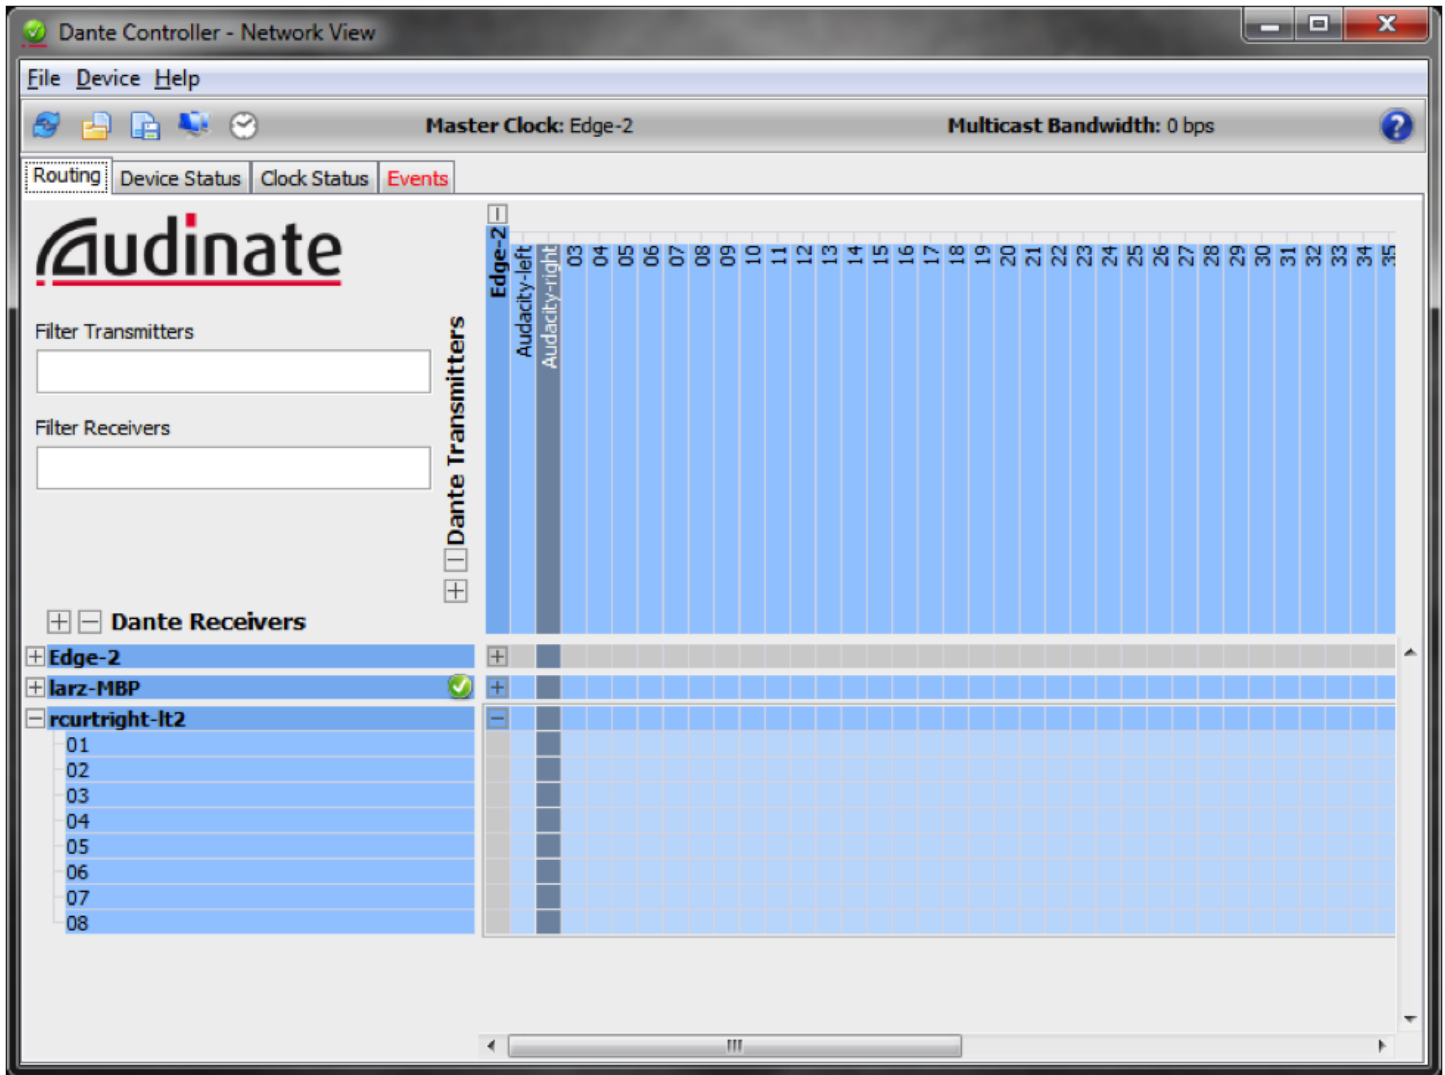 Dante Controller - Network View
File Device Help
Master Clock: Edge-2 Multicast Bandwidth: 0 bps
Routing Device Status Clock Status Events
Audinate
Filter Transmitters
Filter Receivers
Dante Transmitters
Edge-2
Audacity-left
Audacity-right
03
04
05
06
07
08
09
10
11
12
13
14
15
16
17
18
19
20
21
22
23
24
25
26
27
28
29
30
31
32
33
34
35
Dante Receivers
Edge-2
larz-MBP
rcurtright-lt2
01
02
03
04
05
06
07
08